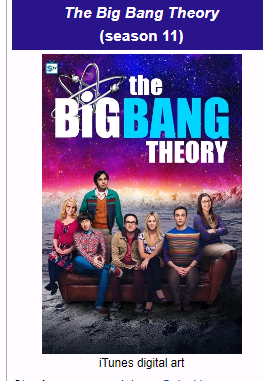 The Big Bang Theory
(season 11)
the
BIG BANG
THEORY
iTunes digital art